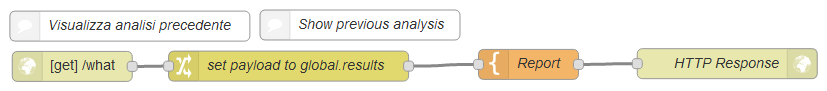 Visualizza analisi precedente
Show previous analysis
[get] /what
set payload to global.results
Report
HTTP Response